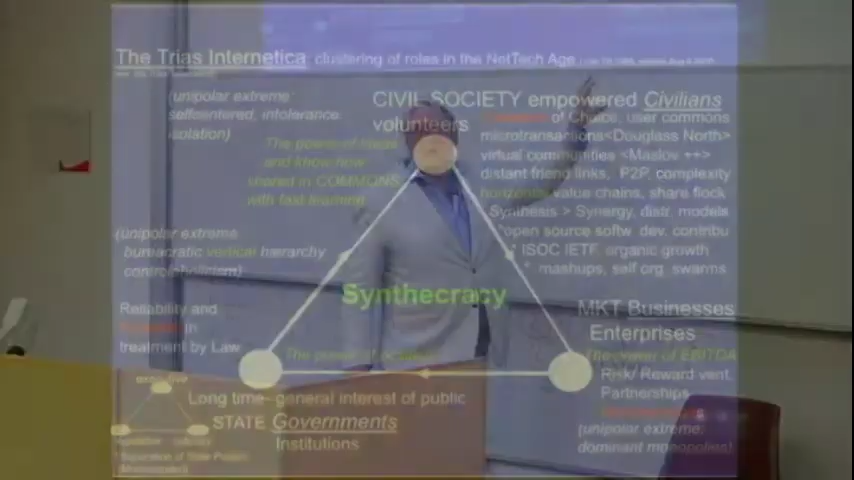 The Trias Internetica clustering of roles in the NetTech Age
(unipolar extreme:
selfcentered, intolerance
isolation)
CIVIL SOCIETY empowered Civilians
volunteers
of Choice, user commons
microtransactions<Douglass North>
virtual communities <Maslov ++>
distant friend links, P2P, complexity
horizontal value chains, share flock
Synthesis > Synergy, distr. models
*open source softw. dev. contribu
* ISOC IETF, organic growth
* mashups, self org. swarms
The power of
and know how
shared in COMMONS
with fast learning
(unipolar extreme
bureaucratic vertical hierarchy
Synthecracy
Reliability and
in
treatment by Law
MKT Businesses
Enterprises
The power of EBITDA
Risk/ Reward vent.
Partnerships
(unipolar extreme:
dominant monopolies)
The power of
Long time- general interest of public
STATE Governments
Institutions
executive